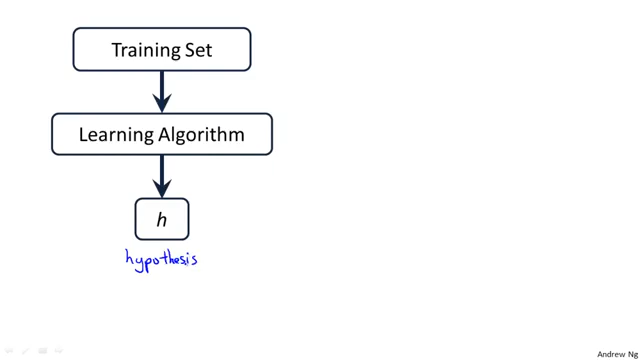 Training Set
Learning Algorithm
h
hypothesis
Andrew Ng